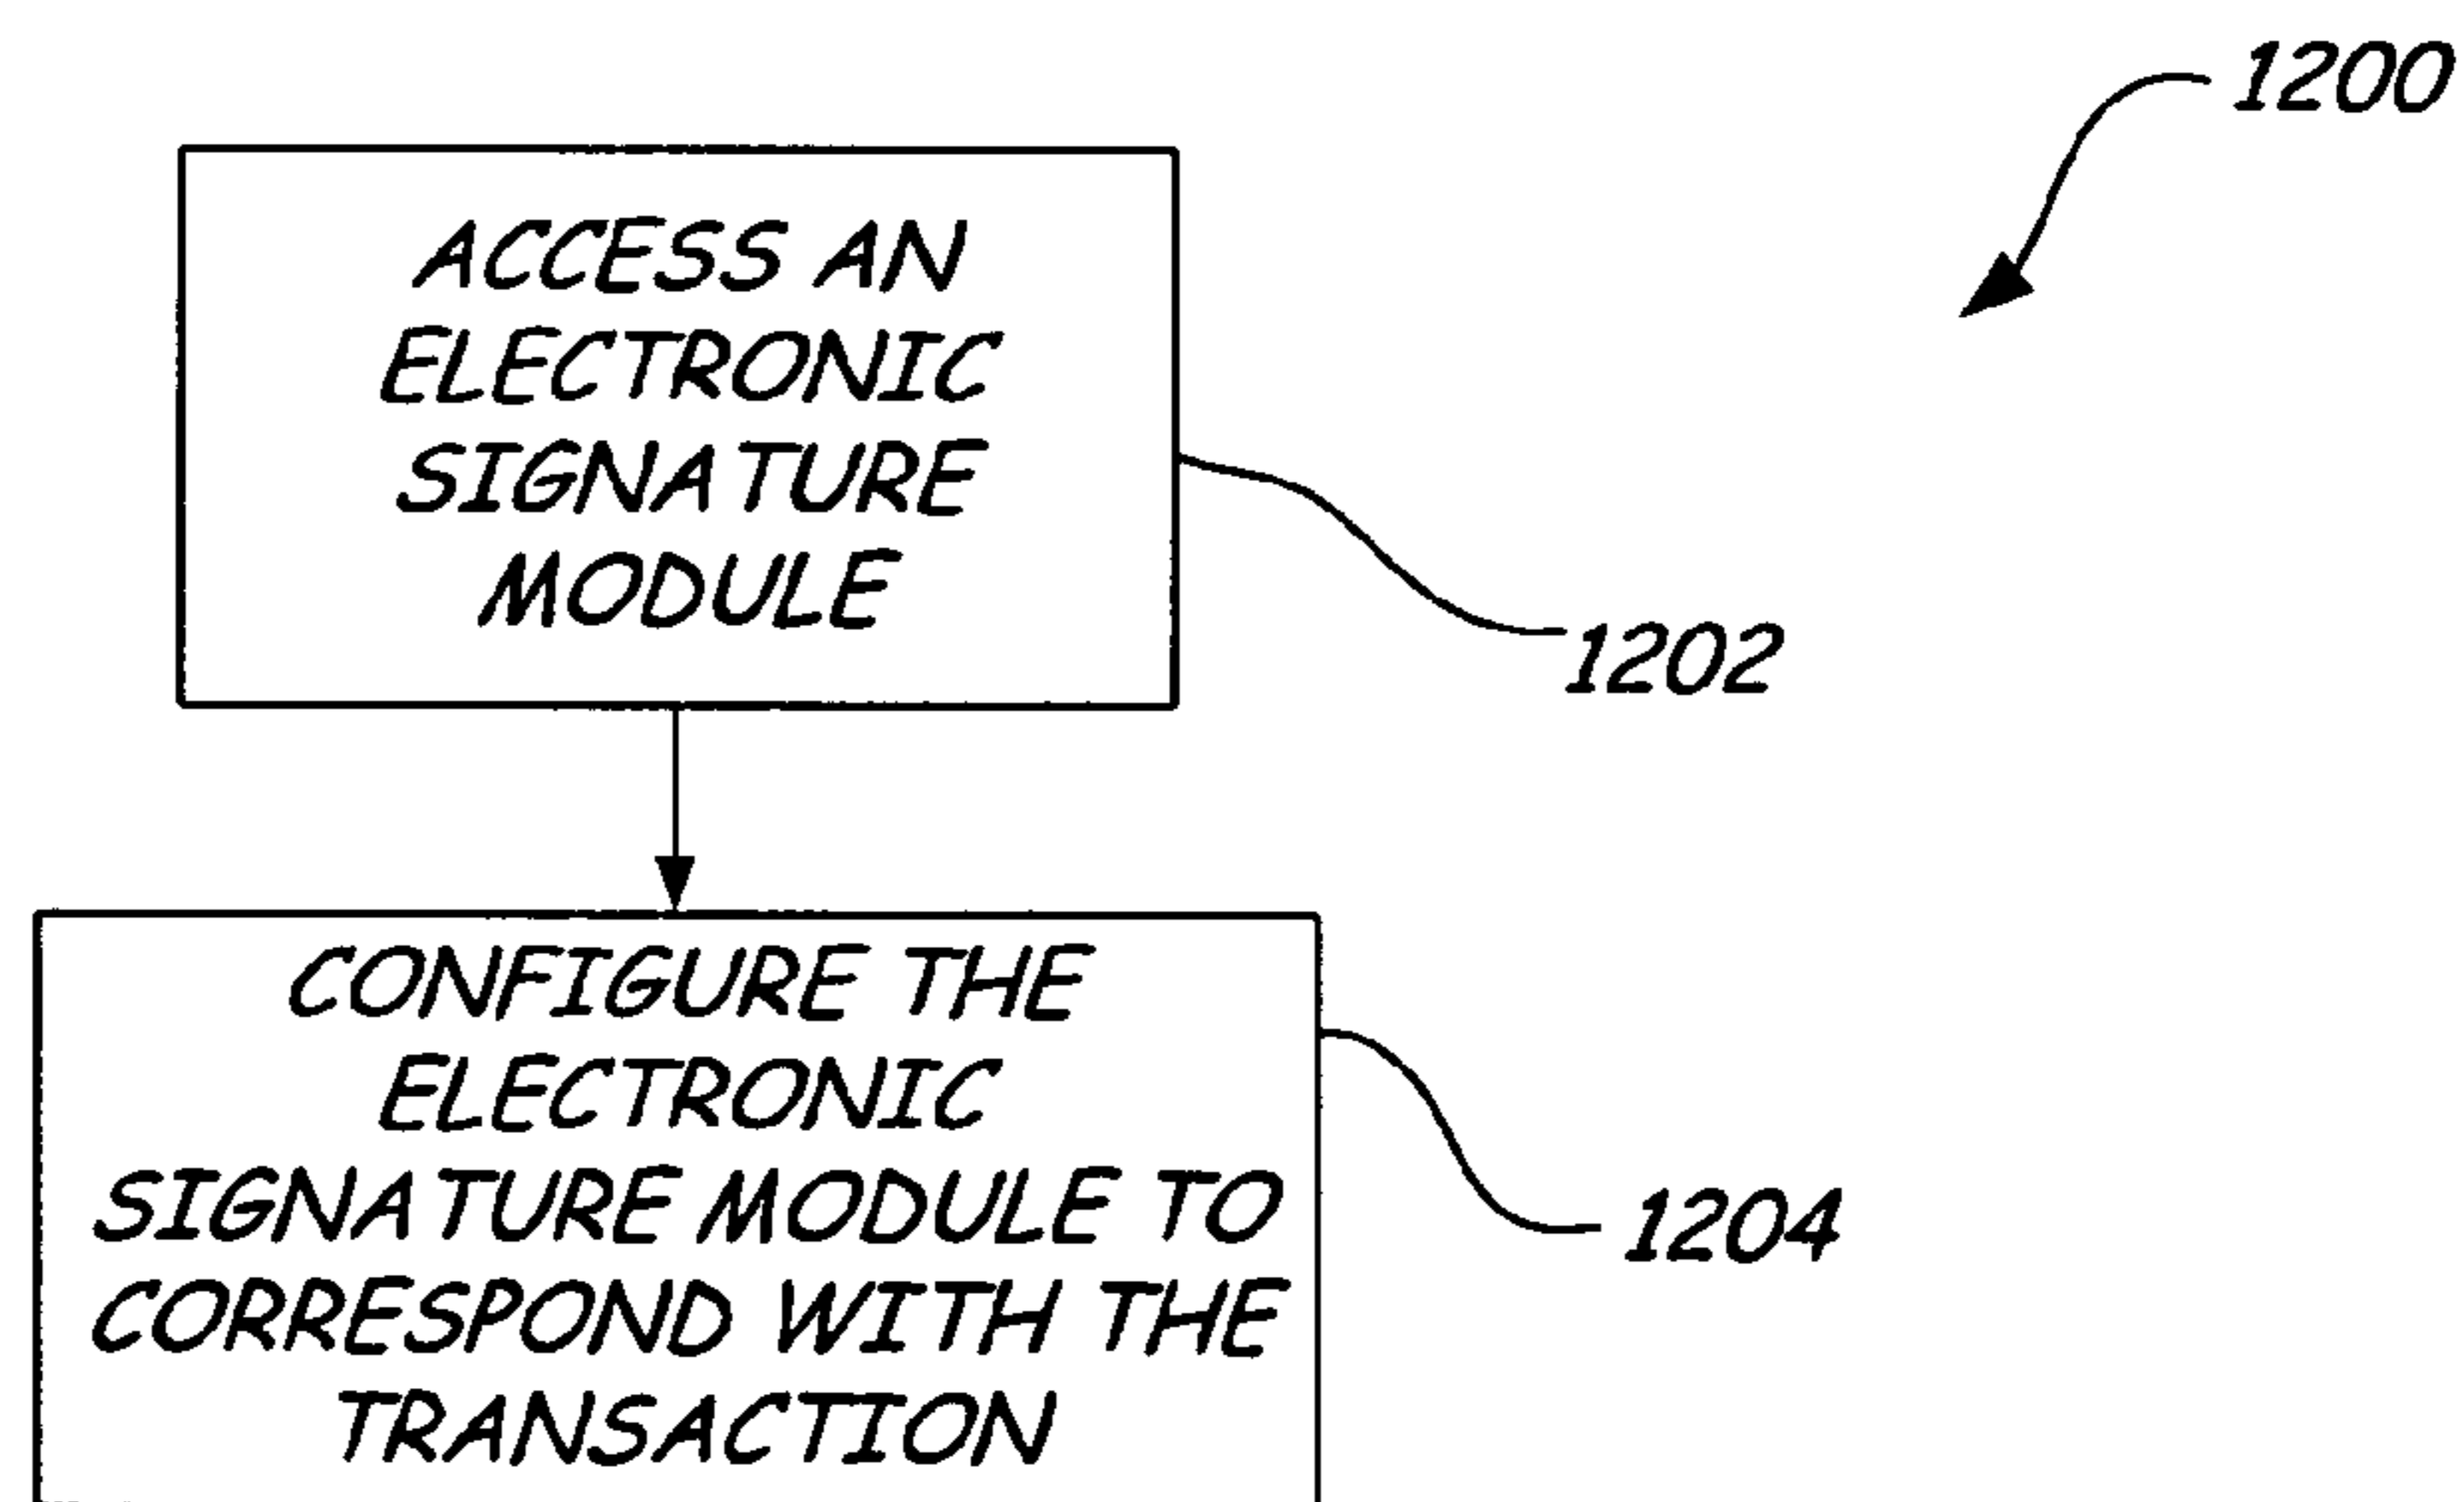 1200
ACCESS AN
ELECTRONIC
SIGNATURE
MODULE
1202
CONFIGURE THE
ELECTRONIC
SIGNATURE MODULE TO
CORRESPOND WITH THE
TRANSACTION
1204